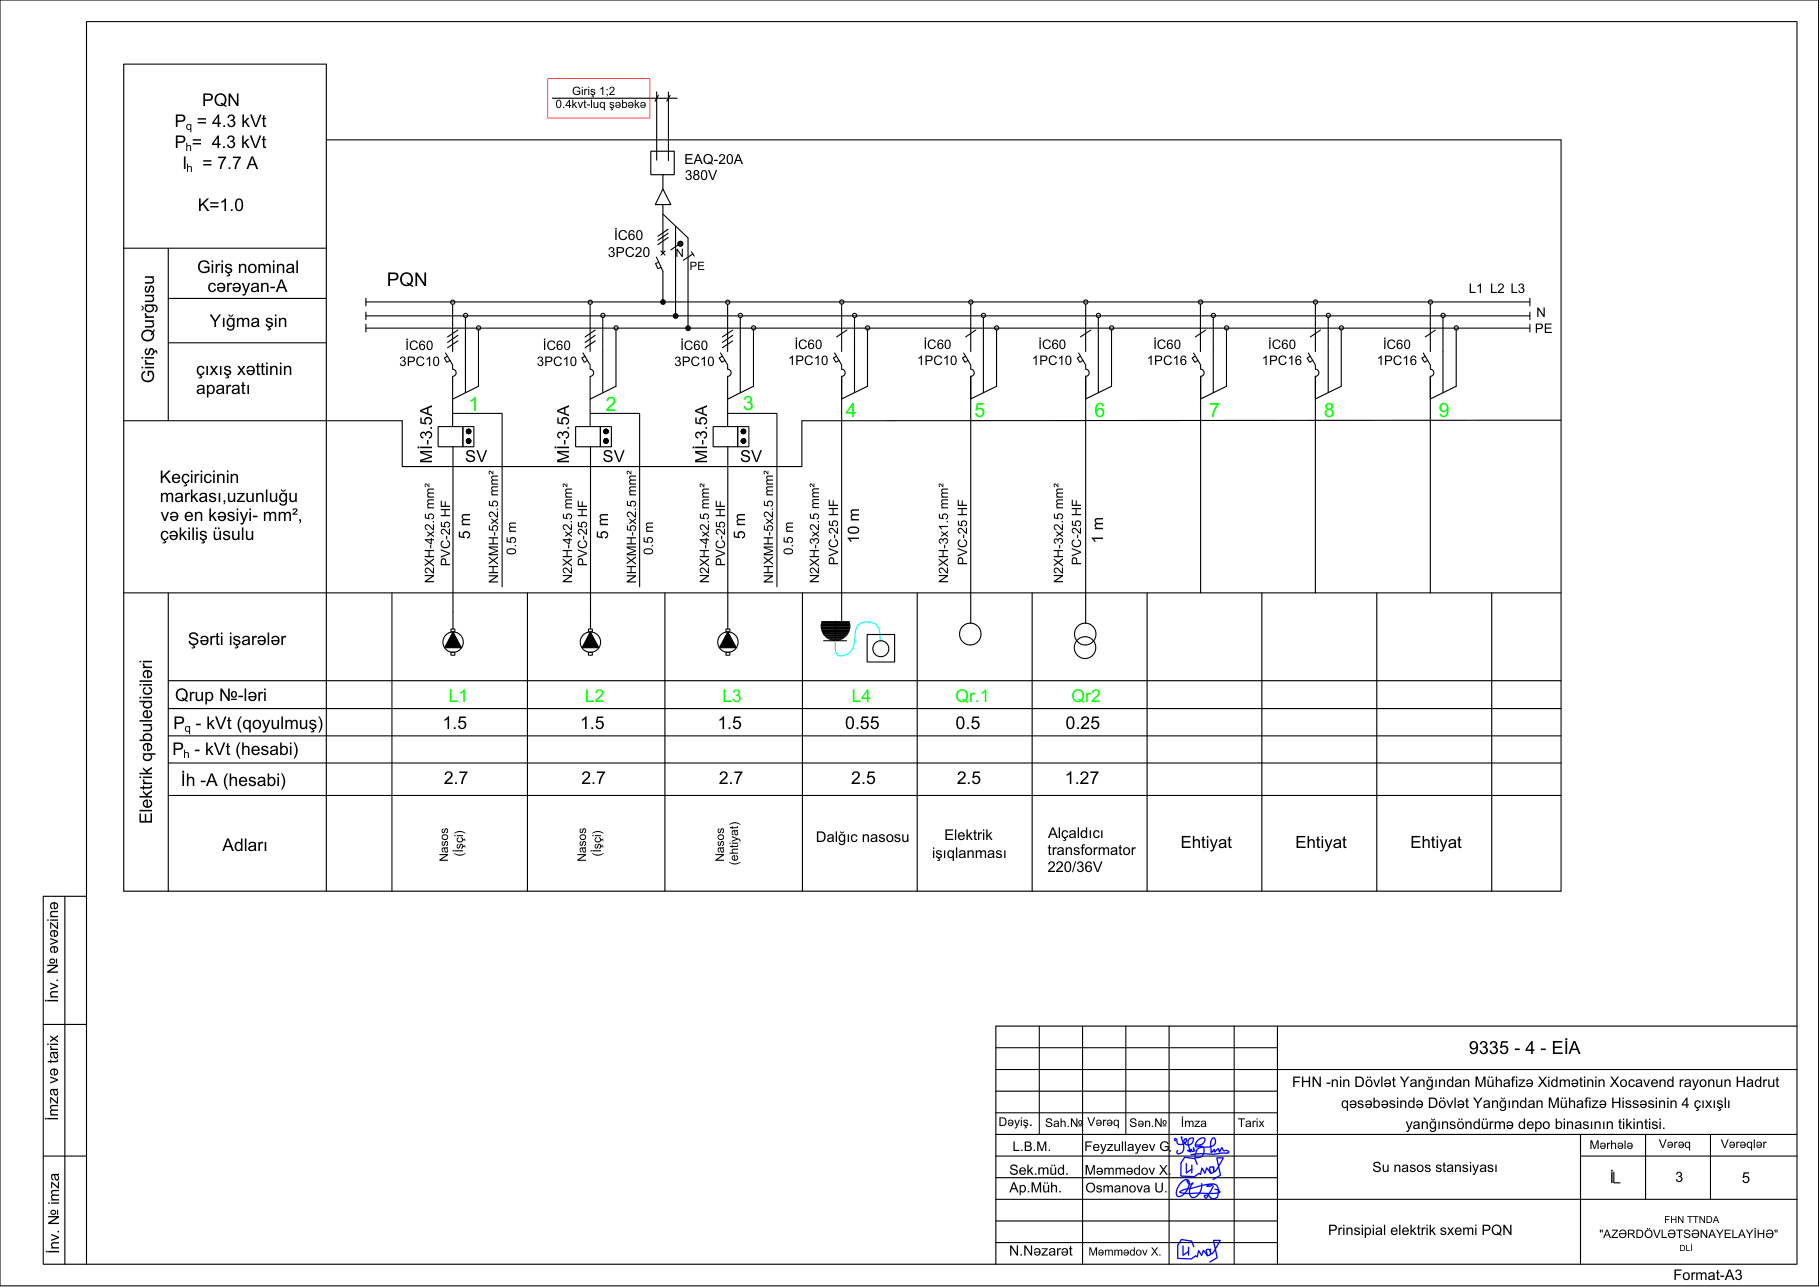 PQN
Pq = 4.3 kVt
Ph= 4.3 kVt
Ih = 7.7 A
K=1.0
Giriş 1;2
0.4kvt-luq şəbəkə
EAQ-20A
380V
İC60
3PC20
N
PE
Giriş Qurğusu
Giriş nominal
cərəyan-A
Yığma şin
çıxış xəttinin
aparatı
PQN
L1 L2 L3
N
PE
İC60
3PC10
İC60
3PC10
İC60
3PC10
İC60
1PC10
İC60
1PC10
İC60
1PC10
İC60
1PC16
İC60
1PC16
İC60
1PC16
1
2
3
4
5
6
7
8
9
Mİ-3.5A
SV
Mİ-3.5A
SV
Mİ-3.5A
SV
Keçiricinin
markası,uzunluğu
və en kəsiyi- mm²,
çəkiliş üsulu
N2XH-4x2.5 mm²
PVC-25 HF
5 m
NHXMH-5x2.5 mm²
0.5 m
N2XH-4x2.5 mm²
PVC-25 HF
5 m
NHXMH-5x2.5 mm²
0.5 m
N2XH-4x2.5 mm²
PVC-25 HF
5 m
NHXMH-5x2.5 mm²
0.5 m
N2XH-3x2.5 mm²
PVC-25 HF
10 m
N2XH-3x1.5 mm²
PVC-25 HF
N2XH-3x2.5 mm²
PVC-25 HF
1 m
Elektrik qəbulediciləri
Şərti işarələr
Qrup №-ləri L1 L2 L3 L4 Qr.1 Qr2
Pq - kVt (qoyulmuş) 1.5 1.5 1.5 0.55 0.5 0.25
Ph - kVt (hesabi)
İh -A (hesabi) 2.7 2.7 2.7 2.5 2.5 1.27
Adları
Nasos
(İşçi)
Nasos
(İşçi)
Nasos
(ehtiyat)
Dalğıc nasosu
Elektrik
işıqlanması
Alçaldıcı
transformator
220/36V
Ehtiyat
Ehtiyat
Ehtiyat
İnv. № əvəzinə
İmza və tarix
İnv. № imza
9335 - 4 - EİA
FHN -nin Dövlət Yanğından Mühafizə Xidmətinin Xocavend rayonun Hadrut
qəsəbəsində Dövlət Yanğından Mühafizə Hissəsinin 4 çıxışlı
yanğınsöndürmə depo binasının tikintisi.
Dəyiş. Sah.№ Vərəq Sən.№ İmza Tarix
L.B.M. Feyzullayev G.
Sek.müd. Məmmədov X.
Ap.Müh. Osmanova U.
N.Nəzarət Məmmədov X.
Su nasos stansiyası
Mərhələ Vərəq Vərəqlər
İL 3 5
Prinsipial elektrik sxemi PQN
FHN TTNDA
"AZƏRDÖVLƏTSƏNAYELAYİHƏ"
DLİ
Format-A3